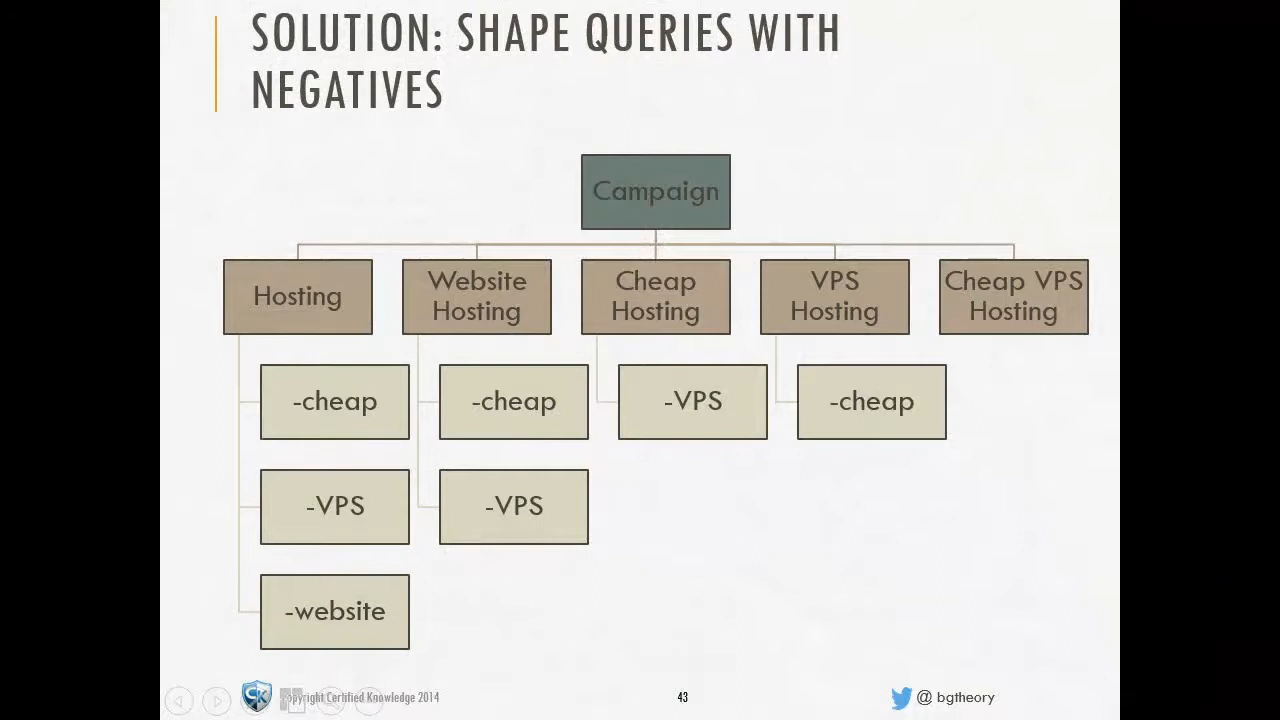 SOLUTION: SHAPE QUERIES WITH
NEGATIVES
Campaign
Hosting
Website
Hosting
Cheap
Hosting
VPS
Hosting
Cheap VPS
Hosting
-cheap
-cheap
-VPS
-cheap
-VPS
-VPS
-website
CK
Copyright Certified Knowledge 2014
43
@ bgtheory